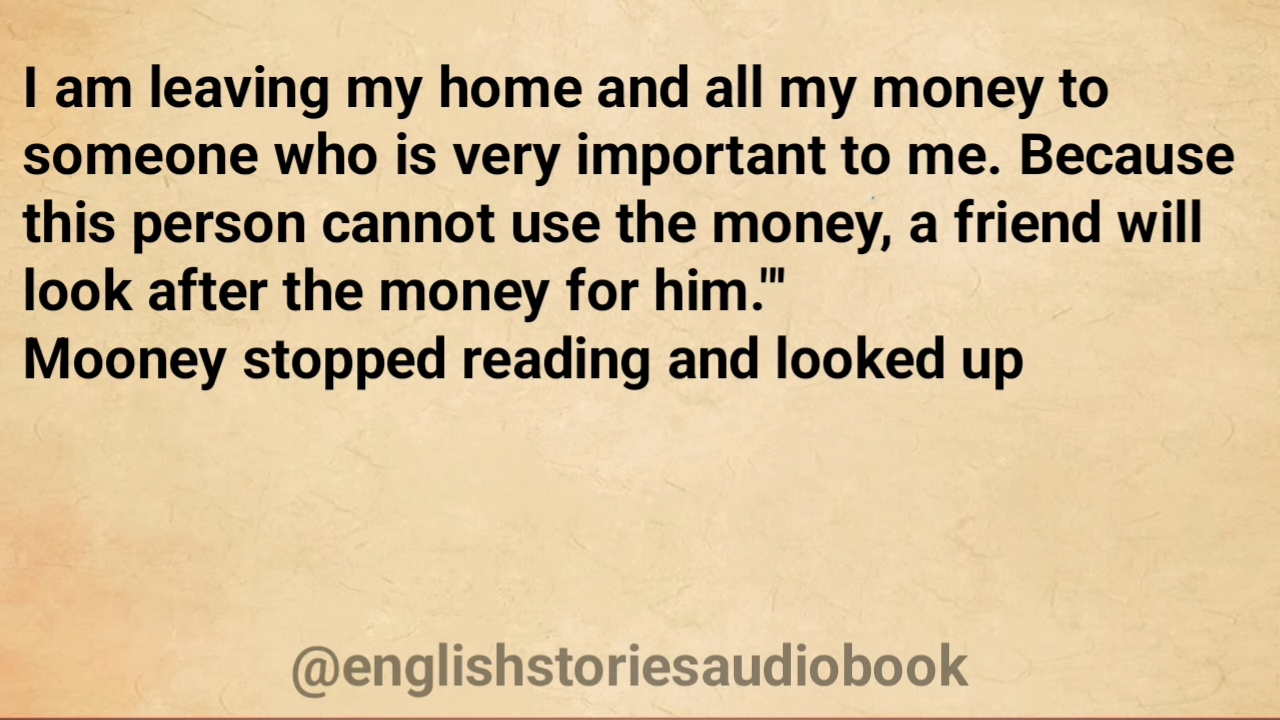 I am leaving my home and all my money to
someone who is very important to me. Because
this person cannot use the money, a friend will
look after the money for him."'
Mooney stopped reading and looked up
@englishstoriesaudiobook